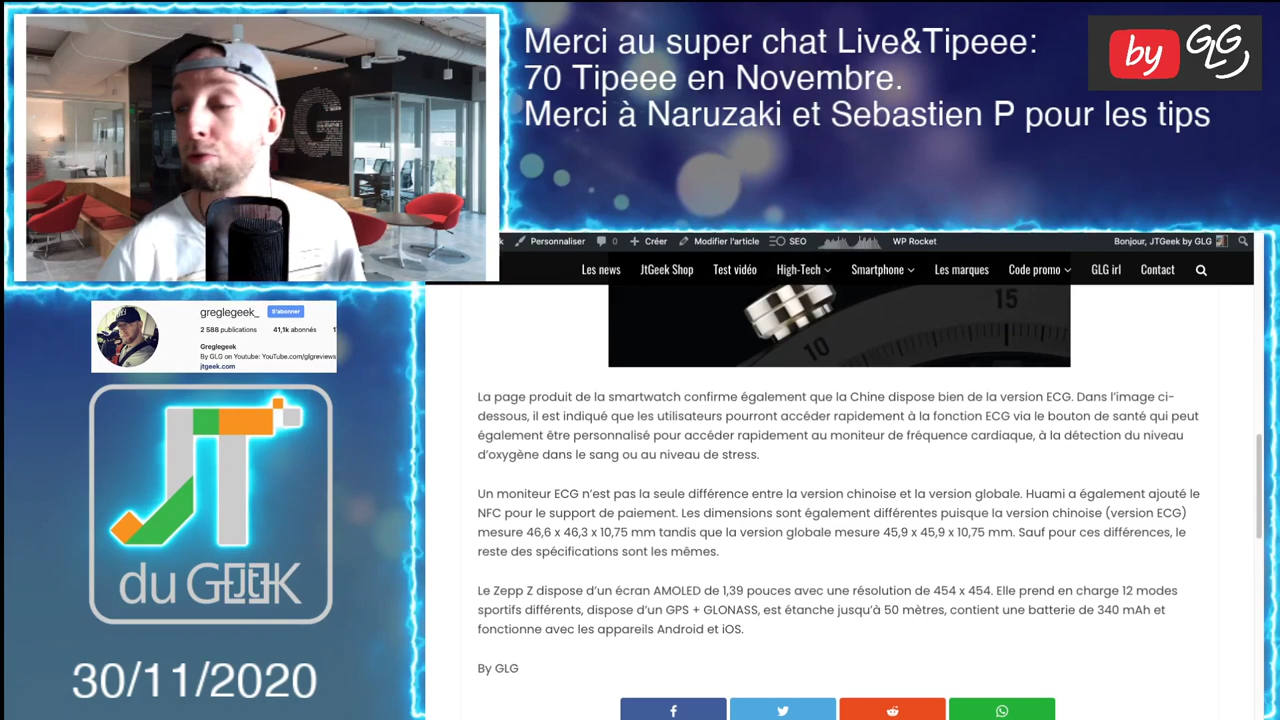 Merci au super chat Live&Tipeee:
70 Tipeee en Novembre.
Merci à Naruzaki et Sebastien P pour les tips
by GLG
Personnaliser 0 Créer Modifier l'article SEO WP Rocket Bonjour, JTGeek by GLG
Les news JtGeek Shop Test vidéo High-Tech Smartphone Les marques Code promo GLG irl Contact
15
10
greglegeek_ S'abonner
2 588 publications 41,1k abonnés 1
Greglegeek
By GLG on Youtube: YouTube.com/glgreviews
jtgeek.com
JT
du GEEK
30/11/2020
La page produit de la smartwatch confirme également que la Chine dispose bien de la version ECG. Dans l'image ci-
dessous, il est indiqué que les utilisateurs pourront accéder rapidement à la fonction ECG via le bouton de santé qui peut
également être personnalisé pour accéder rapidement au moniteur de fréquence cardiaque, à la détection du niveau
d'oxygène dans le sang ou au niveau de stress.
Un moniteur ECG n'est pas la seule différence entre la version chinoise et la version globale. Huami a également ajouté le
NFC pour le support de paiement. Les dimensions sont également différentes puisque la version chinoise (version ECG)
mesure 46,6 x 46,3 x 10,75 mm tandis que la version globale mesure 45,9 x 45,9 x 10,75 mm. Sauf pour ces différences, le
reste des spécifications sont les mêmes.
Le Zepp Z dispose d'un écran AMOLED de 1,39 pouces avec une résolution de 454 x 454. Elle prend en charge 12 modes
sportifs différents, dispose d'un GPS + GLONASS, est étanche jusqu'à 50 mètres, contient une batterie de 340 mAh et
fonctionne avec les appareils Android et iOS.
By GLG